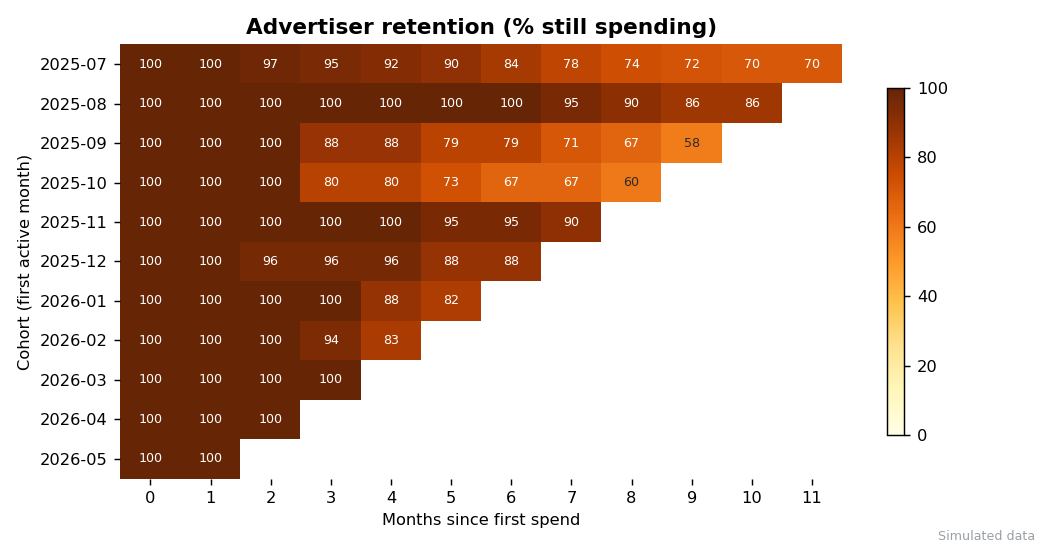 Advertiser retention (% still spending)
2025-07 100 100 97 95 92 90 84 78 74 72 70 70
2025-08 100 100 100 100 100 100 100 95 90 86 86
2025-09 100 100 100 88 88 79 79 71 67 58
2025-10 100 100 100 80 80 73 67 67 60
2025-11 100 100 100 100 100 95 95 90
2025-12 100 100 96 96 96 88 88
2026-01 100 100 100 100 88 82
2026-02 100 100 100 94 83
2026-03 100 100 100 100
2026-04 100 100 100
2026-05 100 100
0 1 2 3 4 5 6 7 8 9 10 11
Months since first spend
Cohort (first active month)
100
80
60
40
20
0
Simulated data